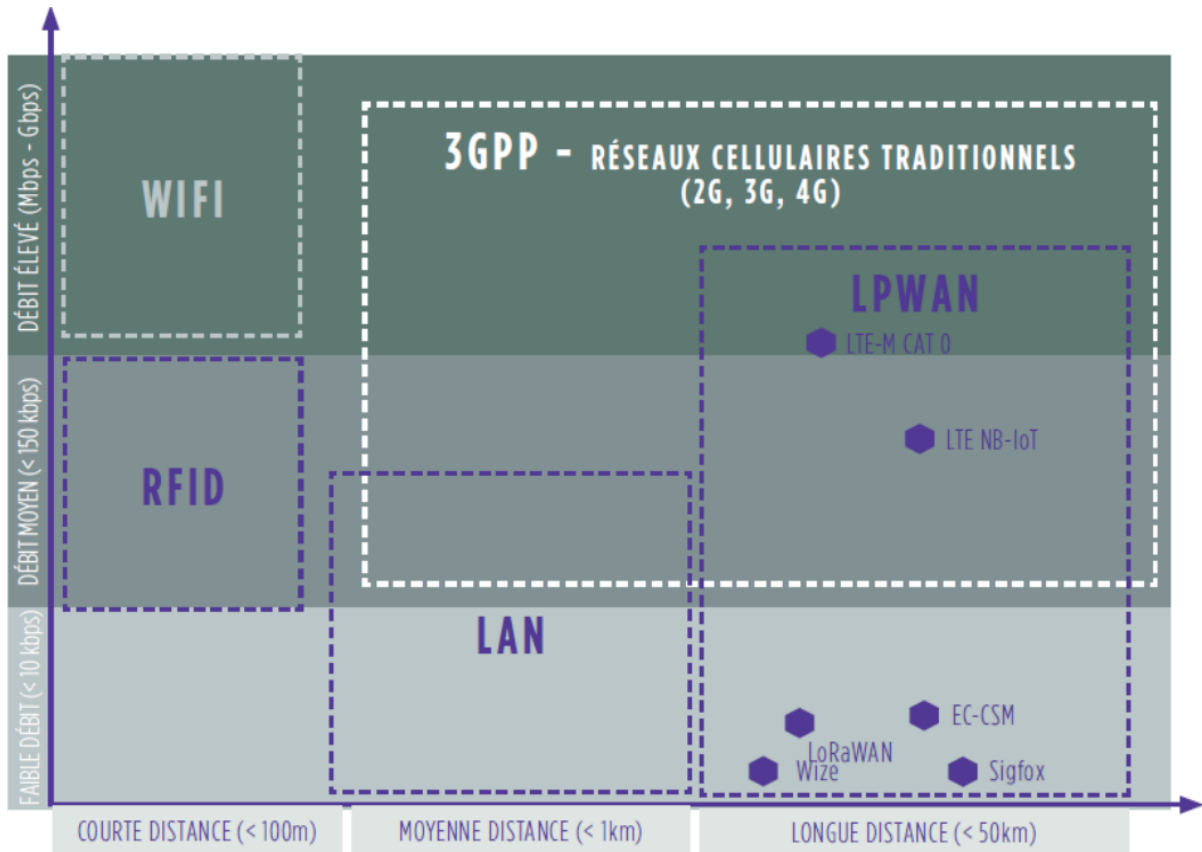 DÉBIT ÉLEVÉ (Mbps - Gbps)
WIFI
3GPP - RÉSEAUX CELLULAIRES TRADITIONNELS
(2G, 3G, 4G)
LPWAN
LTE-M CAT 0
DÉBIT MOYEN (< 150 kbps)
RFID
LTE NB-IoT
FAIBLE DÉBIT (< 10 kbps)
LAN
EC-CSM
LoRaWAN
Wize
Sigfox
COURTE DISTANCE (< 100m)
MOYENNE DISTANCE (< 1km)
LONGUE DISTANCE (< 50km)